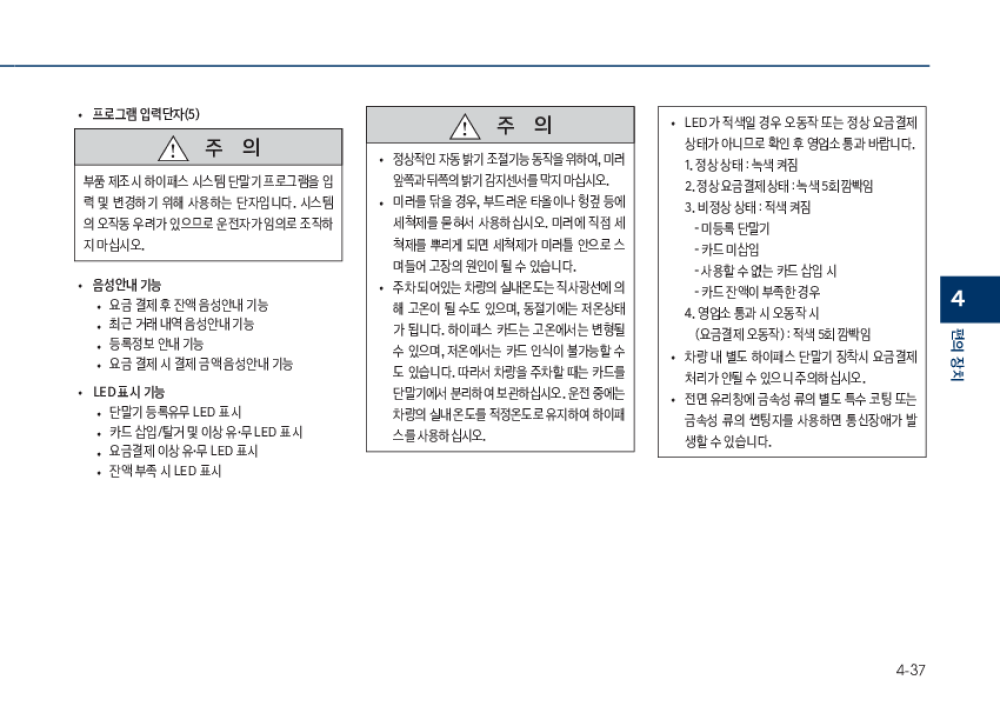 • 프로그램 입력단자(5)
주 의
부품 제조 시 하이패스 시스템 단말기 프로그램을 입
력 및 변경하기 위해 사용하는 단자입니다. 시스템
의 오작동 우려가 있으므로 운전자가 임의로 조작하
지 마십시오.
• 음성안내 기능
• 요금 결제 후 잔액 음성안내 기능
• 최근 거래 내역 음성안내 기능
• 등록정보 안내 기능
• 요금 결제 시 결제 금액 음성안내 기능
• LED 표시 기능
• 단말기 등록유무 LED 표시
• 카드 삽입/탈거 및 이상 유·무 LED 표시
• 요금결제 이상 유·무 LED 표시
• 잔액 부족 시 LED 표시
주 의
• 정상적인 자동 밝기 조절기능 동작을 위하여, 미러
앞쪽과 뒤쪽의 밝기 감지센서를 막지 마십시오.
• 미러를 닦을 경우, 부드러운 타올이나 헝겊 등에
세척제를 묻혀서 사용하십시오. 미러에 직접 세
척제를 뿌리게 되면 세척제가 미러틀 안으로 스
며들어 고장의 원인이 될 수 있습니다.
• 주차되어있는 차량의 실내온도는 직사광선에 의
해 고온이 될 수도 있으며, 동절기에는 저온상태
가 됩니다. 하이패스 카드는 고온에서는 변형될
수 있으며, 저온에서는 카드 인식이 불가능할 수
도 있습니다. 따라서 차량을 주차할 때는 카드를
단말기에서 분리하여 보관하십시오. 운전 중에는
차량의 실내온도를 적정온도로 유지하여 하이패
스를 사용하십시오.
• LED가 적색일 경우 오동작 또는 정상 요금결제
상태가 아니므로 확인 후 영업소 통과 바랍니다.
1. 정상 상태 : 녹색 켜짐
2. 정상 요금결제 상태 : 녹색 5회 깜빡임
3. 비정상 상태 : 적색 켜짐
- 미등록 단말기
- 카드 미삽입
- 사용할 수 없는 카드 삽입 시
- 카드 잔액이 부족한 경우
4. 영업소 통과 시 오동작 시
(요금결제 오동작) : 적색 5회 깜빡임
• 차량 내 별도 하이패스 단말기 장착시 요금결제
처리가 안될 수 있으니 주의하십시오.
• 전면 유리창에 금속성 류의 별도 특수 코팅 또는
금속성 류의 썬팅지를 사용하면 통신장애가 발
생할 수 있습니다.
4
편의 장치
4-37